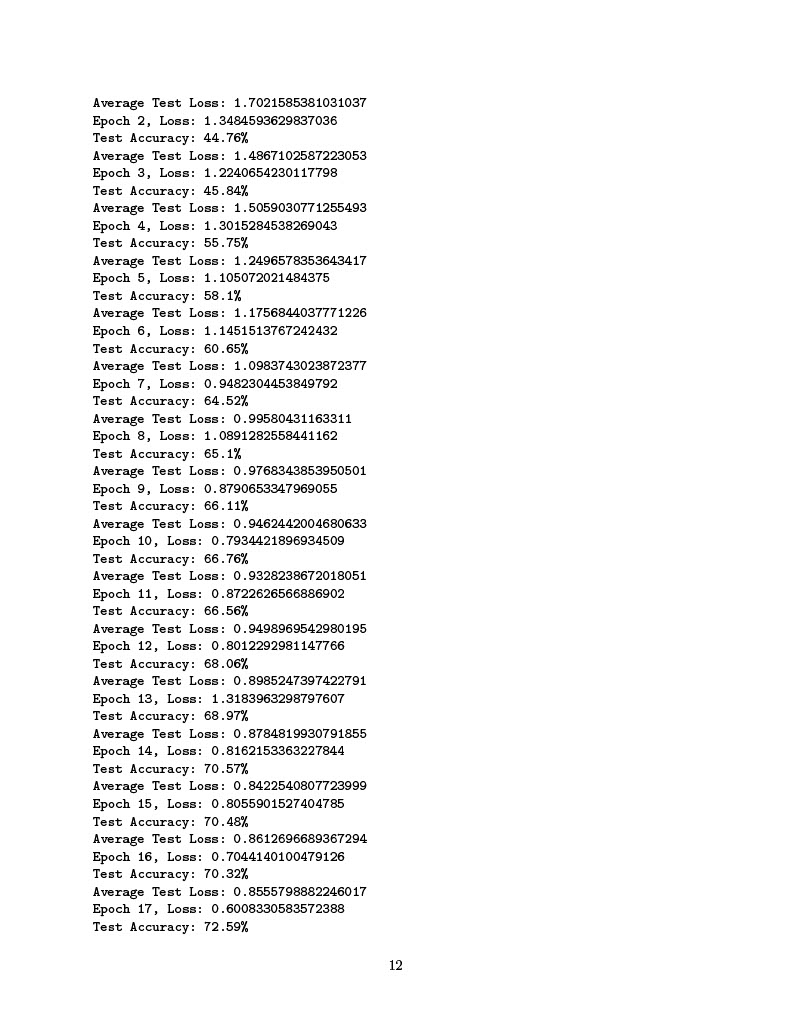 Average Test Loss: 1.7021585381031037
Epoch 2, Loss: 1.3484593629837036
Test Accuracy: 44.76%
Average Test Loss: 1.4867102587223053
Epoch 3, Loss: 1.2240654230117798
Test Accuracy: 45.84%
Average Test Loss: 1.5059030771255493
Epoch 4, Loss: 1.3015284538269043
Test Accuracy: 55.75%
Average Test Loss: 1.2496578353643417
Epoch 5, Loss: 1.105072021484375
Test Accuracy: 58.1%
Average Test Loss: 1.1756844037771226
Epoch 6, Loss: 1.1451513767242432
Test Accuracy: 60.65%
Average Test Loss: 1.0983743023872377
Epoch 7, Loss: 0.9482304453849792
Test Accuracy: 64.52%
Average Test Loss: 0.99580431163311
Epoch 8, Loss: 1.0891282558441162
Test Accuracy: 65.1%
Average Test Loss: 0.9768343853950501
Epoch 9, Loss: 0.8790653347969055
Test Accuracy: 66.11%
Average Test Loss: 0.9462442004680633
Epoch 10, Loss: 0.7934421896934509
Test Accuracy: 66.76%
Average Test Loss: 0.9328238672018051
Epoch 11, Loss: 0.8722626566886902
Test Accuracy: 66.56%
Average Test Loss: 0.9498969542980195
Epoch 12, Loss: 0.8012292981147766
Test Accuracy: 68.06%
Average Test Loss: 0.8985247397422791
Epoch 13, Loss: 1.3183963298797607
Test Accuracy: 68.97%
Average Test Loss: 0.8784819930791855
Epoch 14, Loss: 0.8162153363227844
Test Accuracy: 70.57%
Average Test Loss: 0.8422540807723999
Epoch 15, Loss: 0.8055901527404785
Test Accuracy: 70.48%
Average Test Loss: 0.8612696689367294
Epoch 16, Loss: 0.7044140100479126
Test Accuracy: 70.32%
Average Test Loss: 0.8555798882246017
Epoch 17, Loss: 0.6008330583572388
Test Accuracy: 72.59%
12